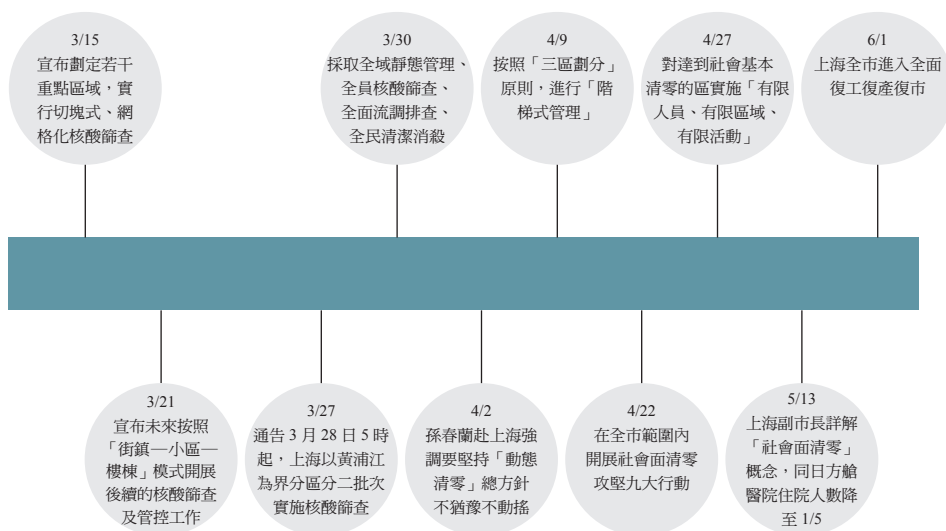 3/15
宣布劃定若干
重點區域，實
行切塊式、網
格化核酸篩查
3/30
採取全域靜態管理、
全員核酸篩查、
全面流調排查、
全民清潔消殺
4/9
按照「三區劃分」
原則，進行「階
梯式管理」
4/27
對達到社會基本
清零的區實施「有限
人員、有限區域、
有限活動」
6/1
上海全市進入全面
復工復產復市
3/21
宣布未來按照
「街鎮—小區—
樓棟」模式開展
後續的核酸篩查
及管控工作
3/27
通告 3 月 28 日 5 時
起，上海以黃浦江
為界分區分二批次
實施核酸篩查
4/2
孫春蘭赴上海強
調要堅持「動態
清零」總方針
不猶豫不動搖
4/22
在全市範圍內
開展社會面清零
攻堅九大行動
5/13
上海副市長詳解
「社會面清零」
概念，同日方艙
醫院住院人數降
至 1/5